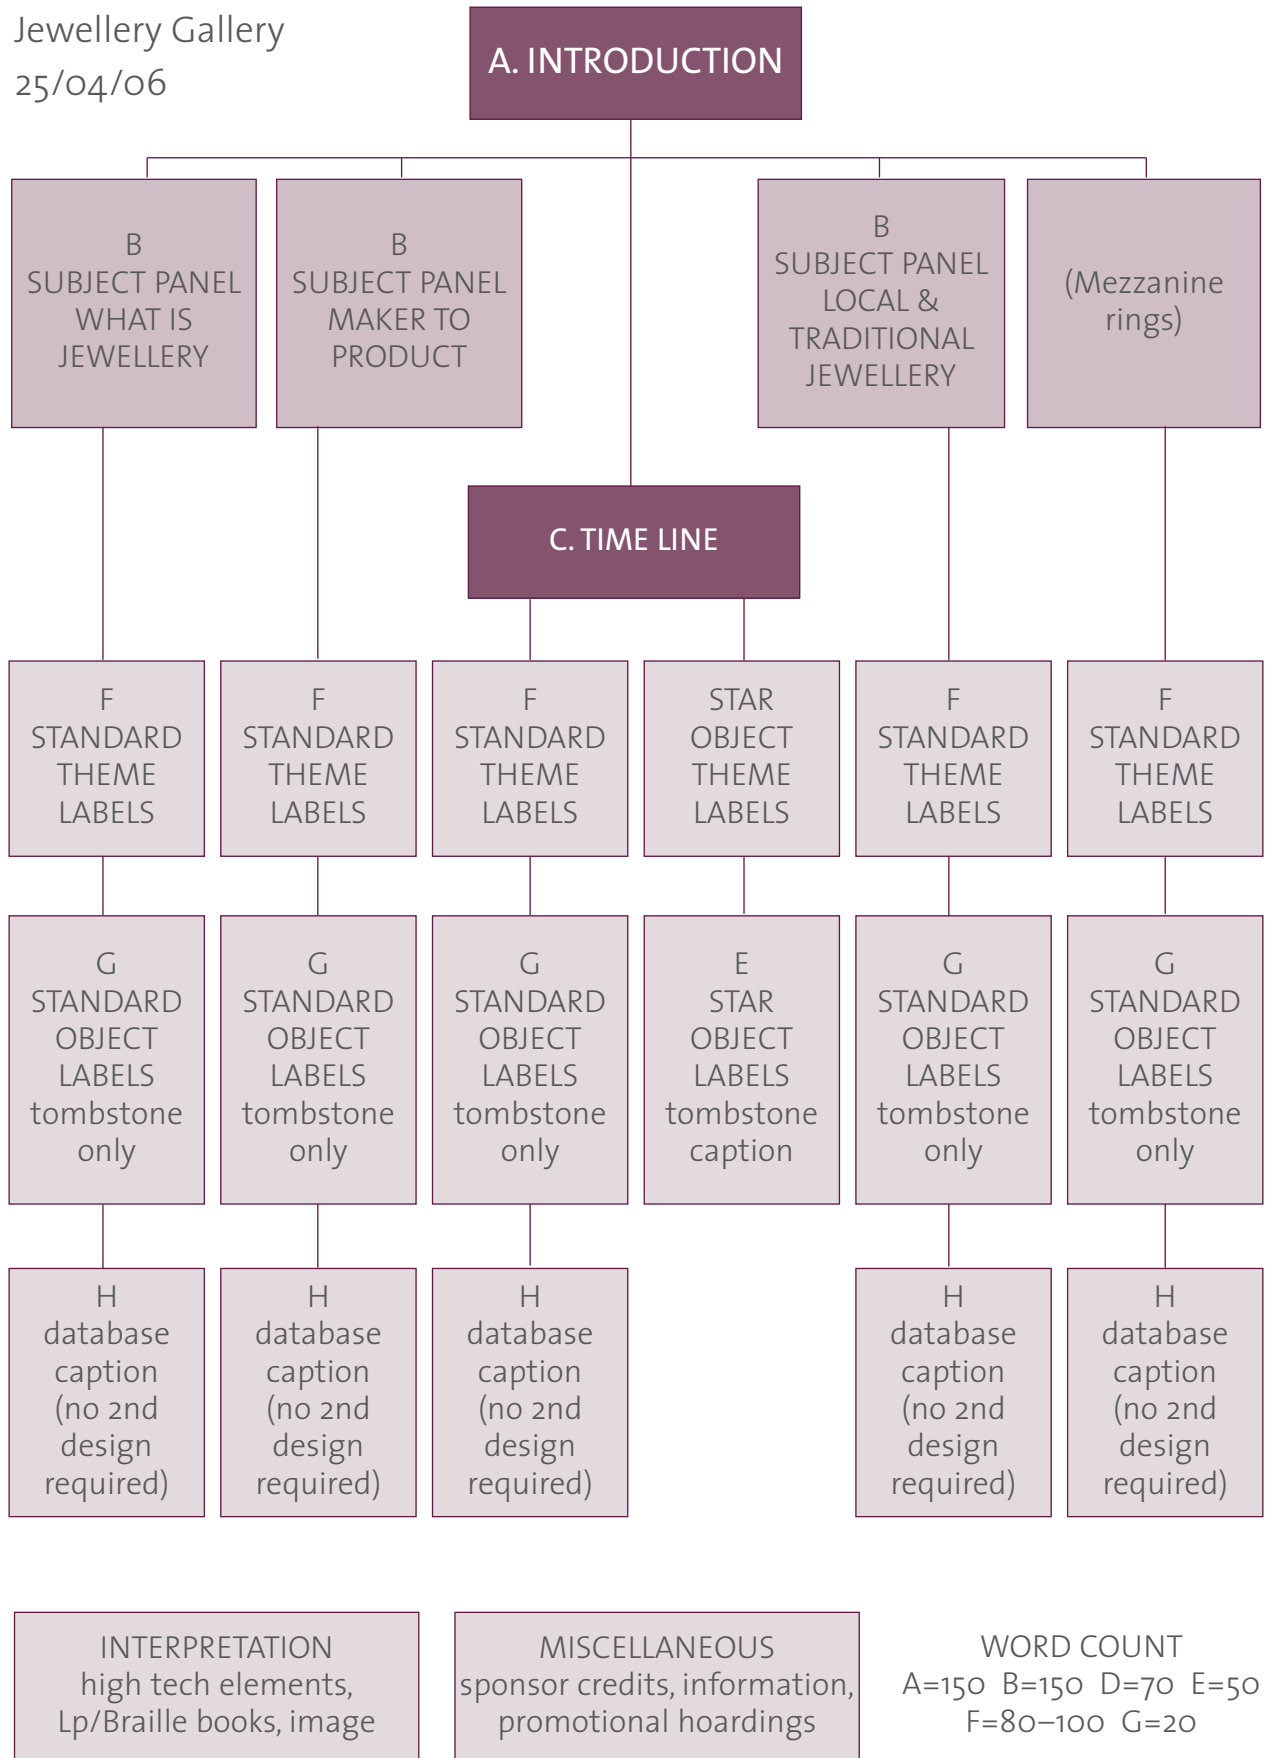 Jewellery Gallery
25/04/06
A. INTRODUCTION
B
SUBJECT PANEL
WHAT IS
JEWELLERY
B
SUBJECT PANEL
MAKER TO
PRODUCT
B
SUBJECT PANEL
LOCAL &
TRADITIONAL
JEWELLERY
(Mezzanine
rings)
C. TIME LINE
F
STANDARD
THEME
LABELS
F
STANDARD
THEME
LABELS
F
STANDARD
THEME
LABELS
STAR
OBJECT
THEME
LABELS
F
STANDARD
THEME
LABELS
F
STANDARD
THEME
LABELS
G
STANDARD
OBJECT
LABELS
tombstone
only
G
STANDARD
OBJECT
LABELS
tombstone
only
G
STANDARD
OBJECT
LABELS
tombstone
only
E
STAR
OBJECT
LABELS
tombstone
caption
G
STANDARD
OBJECT
LABELS
tombstone
only
G
STANDARD
OBJECT
LABELS
tombstone
only
H
database
caption
(no 2nd
design
required)
H
database
caption
(no 2nd
design
required)
H
database
caption
(no 2nd
design
required)
H
database
caption
(no 2nd
design
required)
H
database
caption
(no 2nd
design
required)
INTERPRETATION
high tech elements,
Lp/Braille books, image
MISCELLANEOUS
sponsor credits, information,
promotional hoardings
WORD COUNT
A=150 B=150 D=70 E=50
F=80–100 G=20